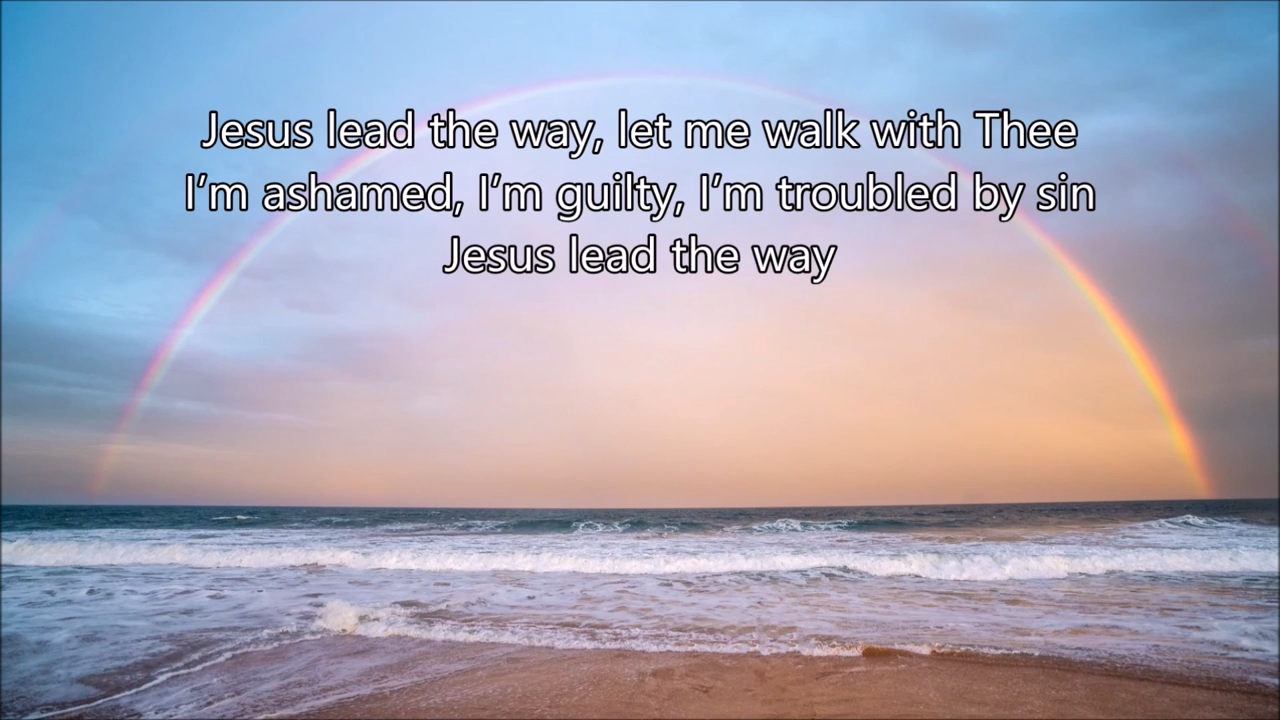 Jesus lead the way, let me walk with Thee
I’m ashamed, I’m guilty, I’m troubled by sin
Jesus lead the way